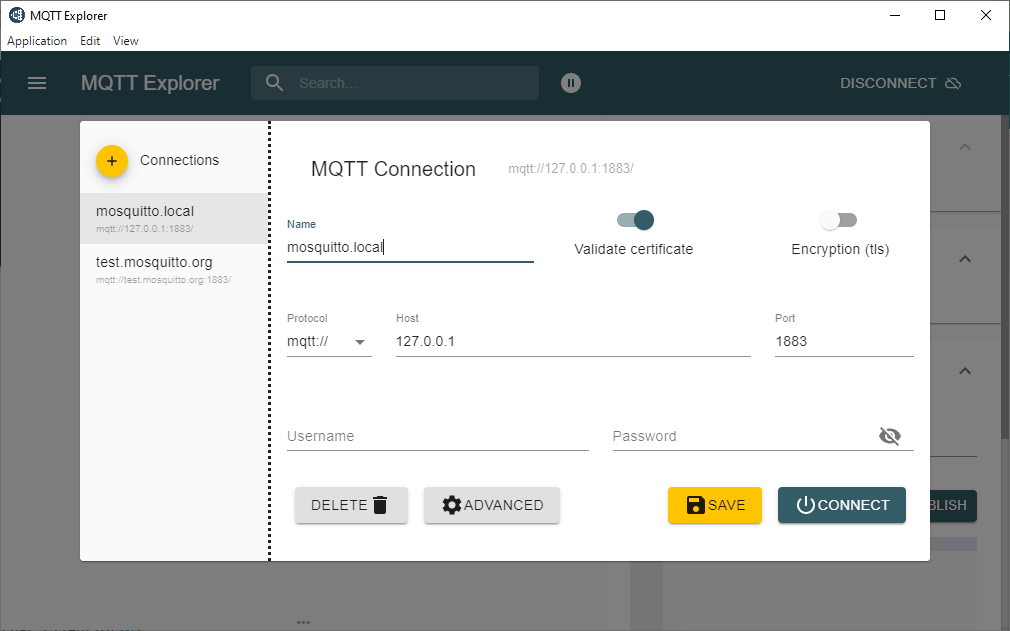 MQTT Explorer
Application Edit View
MQTT Explorer
Search...
DISCONNECT
+ Connections
mosquitto.local
mqtt://127.0.0.1:1883/
test.mosquitto.org
mqtt://test.mosquitto.org:1883/
MQTT Connection mqtt://127.0.0.1:1883/
Name
mosquitto.local
Validate certificate
Encryption (tls)
Protocol Host Port
mqtt:// 127.0.0.1 1883
Username Password
DELETE ADVANCED SAVE CONNECT
BLISH